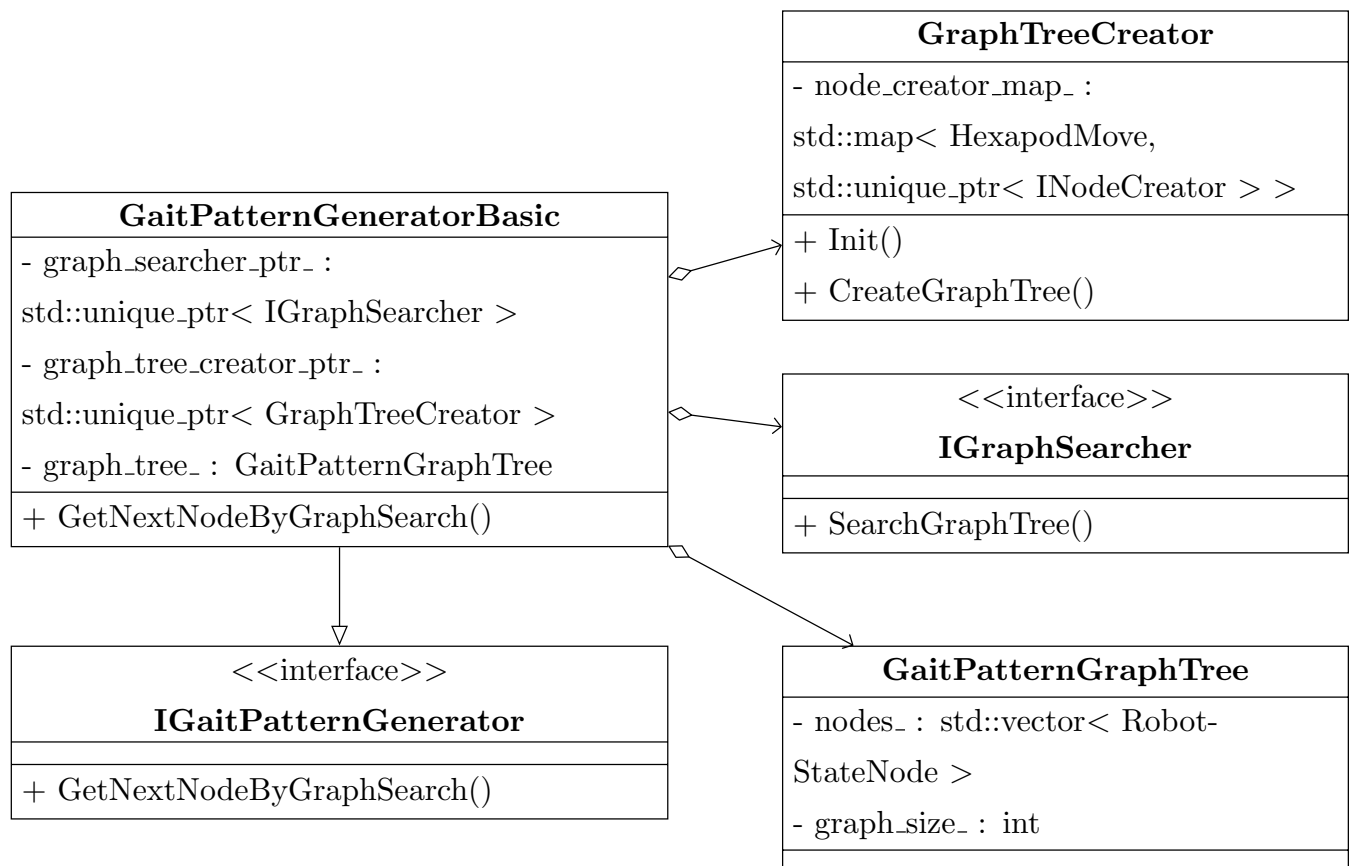 GraphTreeCreator
- node_creator_map_ :
std::map< HexapodMove,
std::unique_ptr< INodeCreator > >
+ Init()
+ CreateGraphTree()
GaitPatternGeneratorBasic
- graph_searcher_ptr_ :
std::unique_ptr< IGraphSearcher >
- graph_tree_creator_ptr_ :
std::unique_ptr< GraphTreeCreator >
- graph_tree_ : GaitPatternGraphTree
+ GetNextNodeByGraphSearch()
<<interface>>
IGraphSearcher
+ SearchGraphTree()
<<interface>>
IGaitPatternGenerator
+ GetNextNodeByGraphSearch()
GaitPatternGraphTree
- nodes_ : std::vector< Robot-
StateNode >
- graph_size_ : int